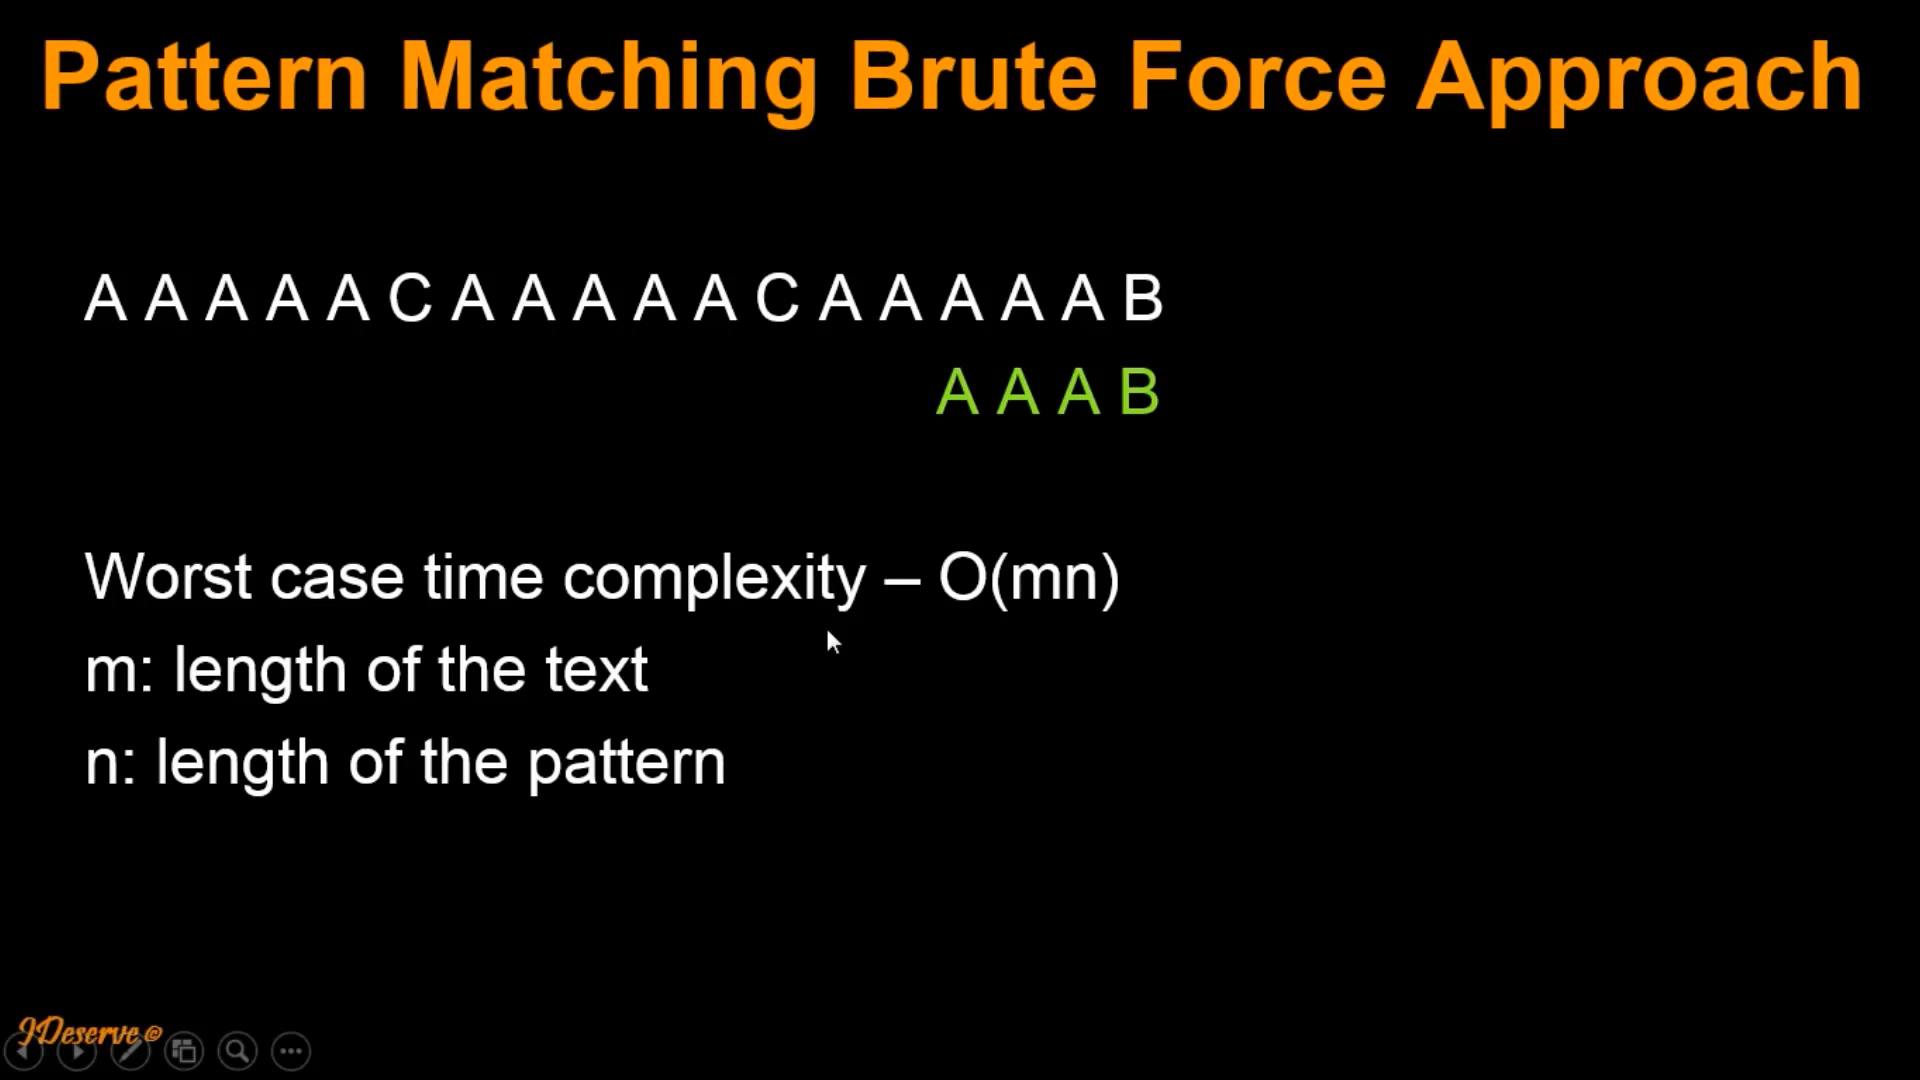 Pattern Matching Brute Force Approach
A A A A A C A A A A A C A A A A A B
A A A B
Worst case time complexity – O(mn)
m: length of the text
n: length of the pattern
JDeserve©